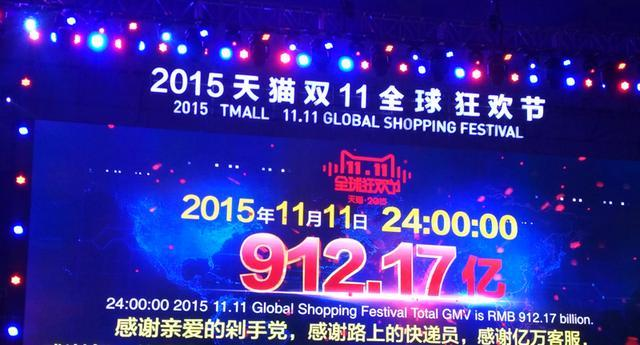 2015天猫双11全球狂欢节
2015 TMALL 11.11 GLOBAL SHOPPING FESTIVAL
11.11
全球狂欢节
天猫·2015
2015年11月11日 24:00:00
912.17亿
24:00:00 2015 11.11 Global Shopping Festival Total GMV is RMB 912.17 billion.
感谢亲爱的剁手党，感谢路上的快递员，感谢亿万客服，